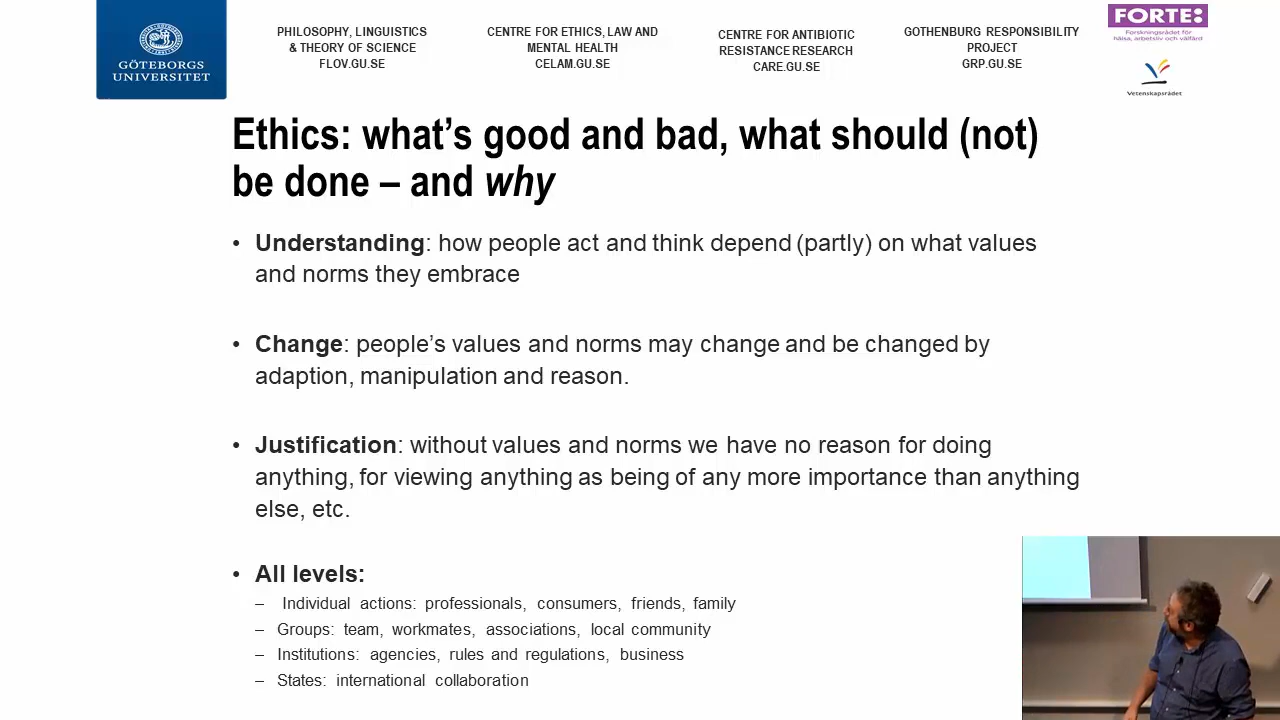 GÖTEBORGS
UNIVERSITET
PHILOSOPHY, LINGUISTICS
& THEORY OF SCIENCE
FLOV.GU.SE
CENTRE FOR ETHICS, LAW AND
MENTAL HEALTH
CELAM.GU.SE
CENTRE FOR ANTIBIOTIC
RESISTANCE RESEARCH
CARE.GU.SE
GOTHENBURG RESPONSIBILITY
PROJECT
GRP.GU.SE
FORTE:
Forskningsrådet för
hälsa, arbetsliv och välfärd
Vetenskapsrådet
Ethics: what’s good and bad, what should (not)
be done – and why
• Understanding: how people act and think depend (partly) on what values
and norms they embrace
• Change: people’s values and norms may change and be changed by
adaption, manipulation and reason.
• Justification: without values and norms we have no reason for doing
anything, for viewing anything as being of any more importance than anything
else, etc.
• All levels:
– Individual actions: professionals, consumers, friends, family
– Groups: team, workmates, associations, local community
– Institutions: agencies, rules and regulations, business
– States: international collaboration